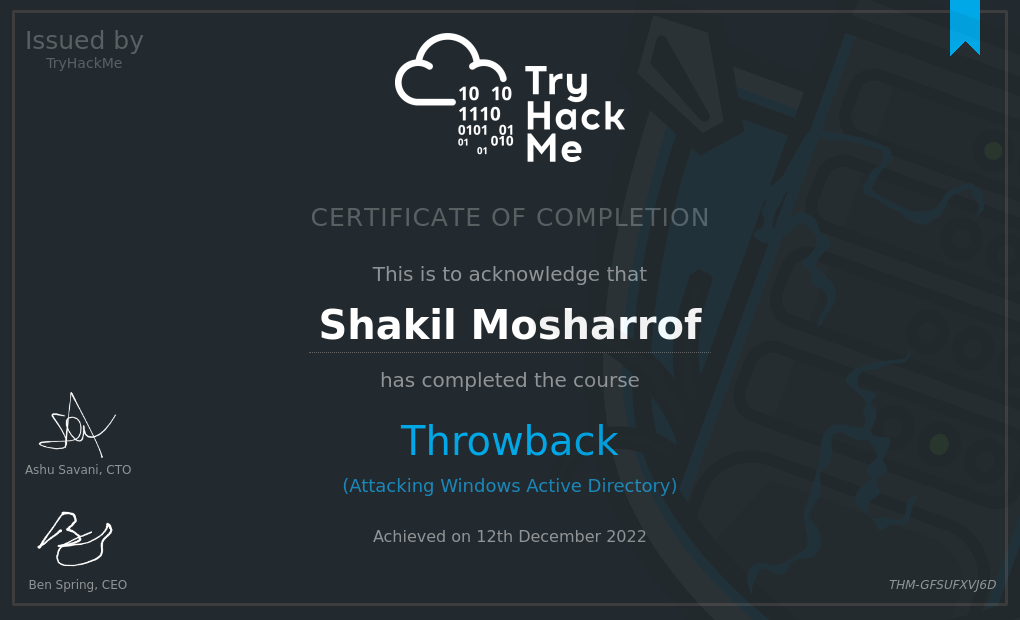 Issued by
TryHackMe
10 10
1110
0101 01
01 010
01
Try
Hack
Me
CERTIFICATE OF COMPLETION
This is to acknowledge that
Shakil Mosharrof
has completed the course
Throwback
(Attacking Windows Active Directory)
Achieved on 12th December 2022
Ashu Savani, CTO
Ben Spring, CEO
THM-GFSUFXVJ6D